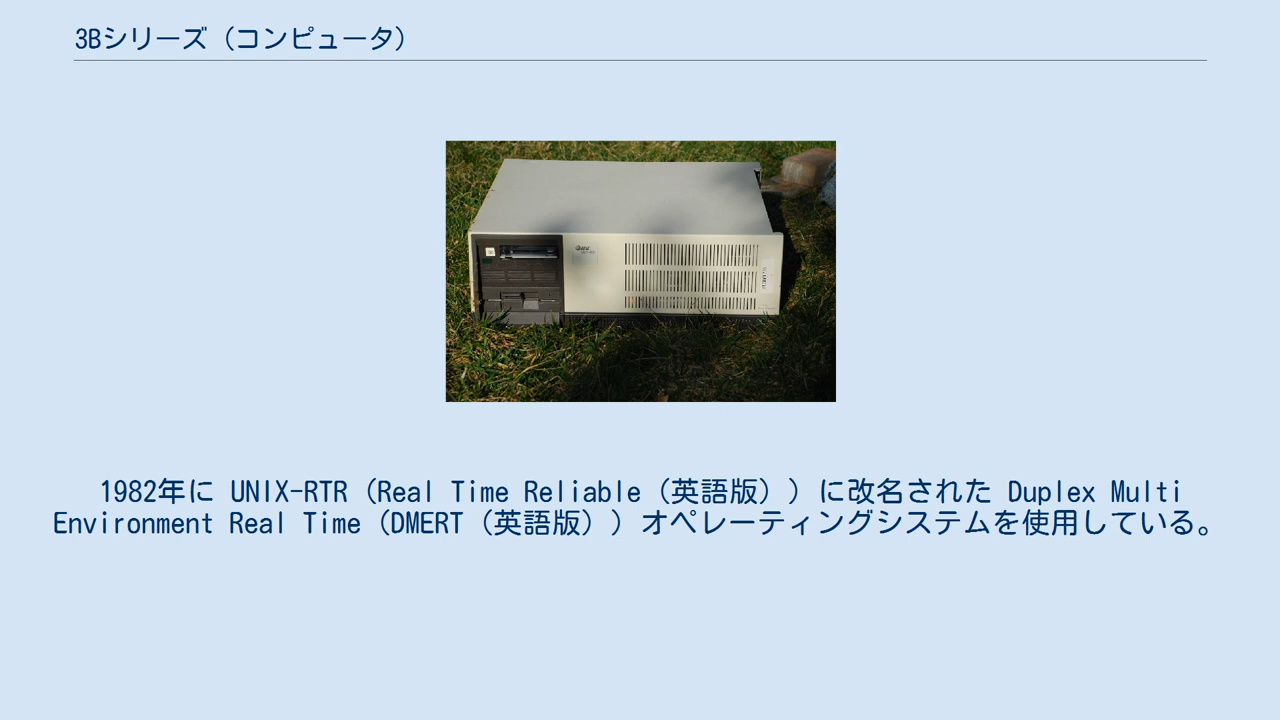 3Bシリーズ（コンピュータ）
1982年に UNIX-RTR（Real Time Reliable（英語版））に改名された Duplex Multi
Environment Real Time（DMERT（英語版））オペレーティングシステムを使用している。